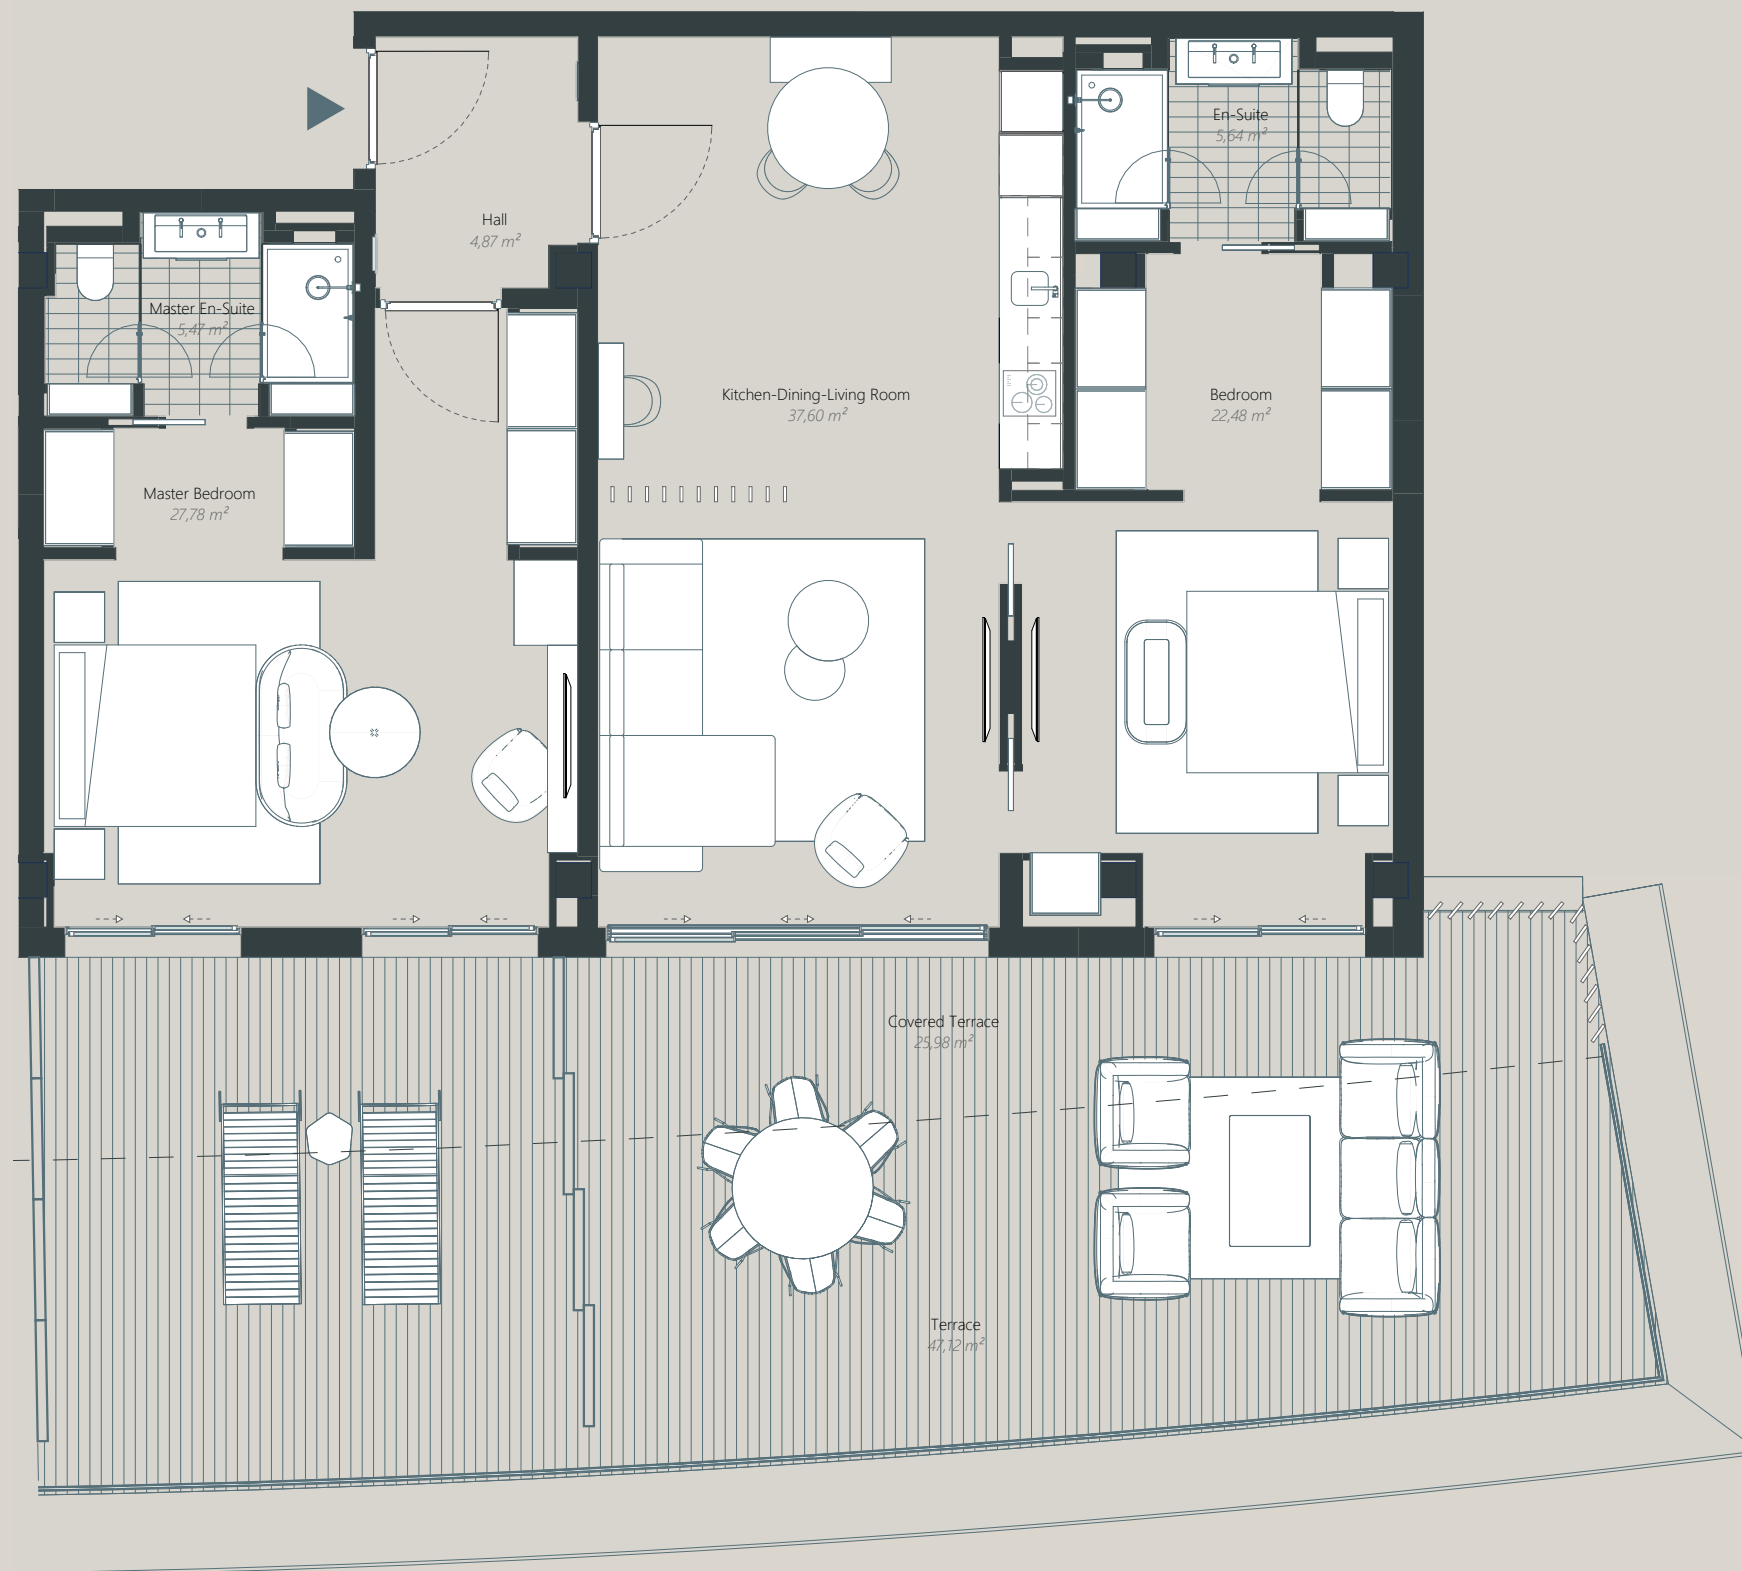 En-Suite
5,64 m²
Hall
4,87 m²
Master En-Suite
5,47 m²
Kitchen-Dining-Living Room
37,60 m²
Bedroom
22,48 m²
Master Bedroom
27,78 m²
Covered Terrace
25,98 m²
Terrace
47,12 m²